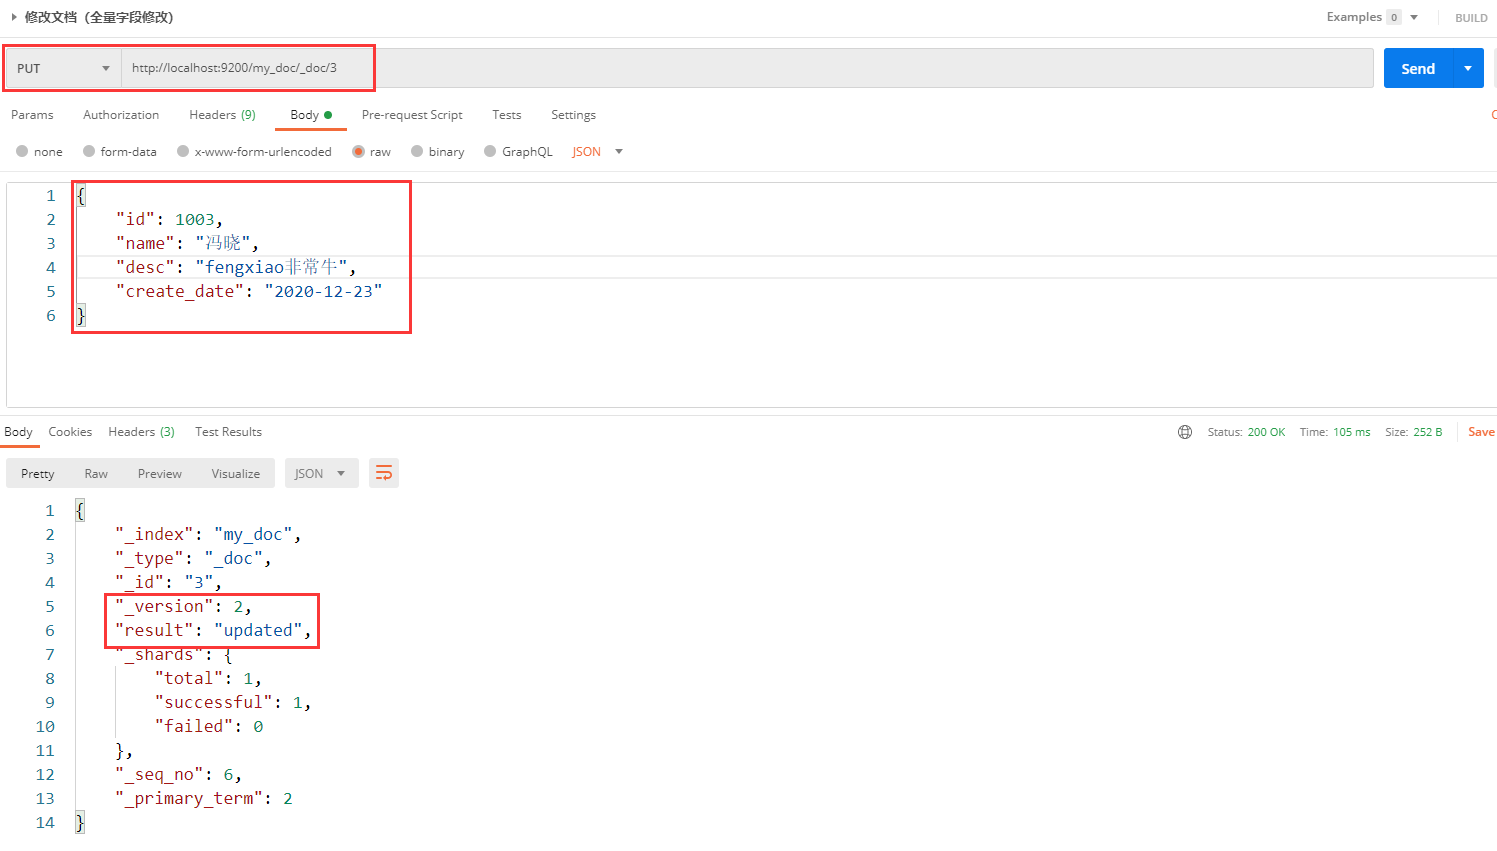 修改文档（全量字段修改）
Examples 0
BUILD
PUT
http://localhost:9200/my_doc/_doc/3
Send
Params Authorization Headers (9) Body Pre-request Script Tests Settings
none form-data x-www-form-urlencoded raw binary GraphQL JSON
1 {
2 "id": 1003,
3 "name": "冯晓",
4 "desc": "fengxiao非常牛",
5 "create_date": "2020-12-23"
6 }
Body Cookies Headers (3) Test Results Status: 200 OK Time: 105 ms Size: 252 B Save
Pretty Raw Preview Visualize JSON
1 {
2 "_index": "my_doc",
3 "_type": "_doc",
4 "_id": "3",
5 "_version": 2,
6 "result": "updated",
7 "_shards": {
8 "total": 1,
9 "successful": 1,
10 "failed": 0
11 },
12 "_seq_no": 6,
13 "_primary_term": 2
14 }